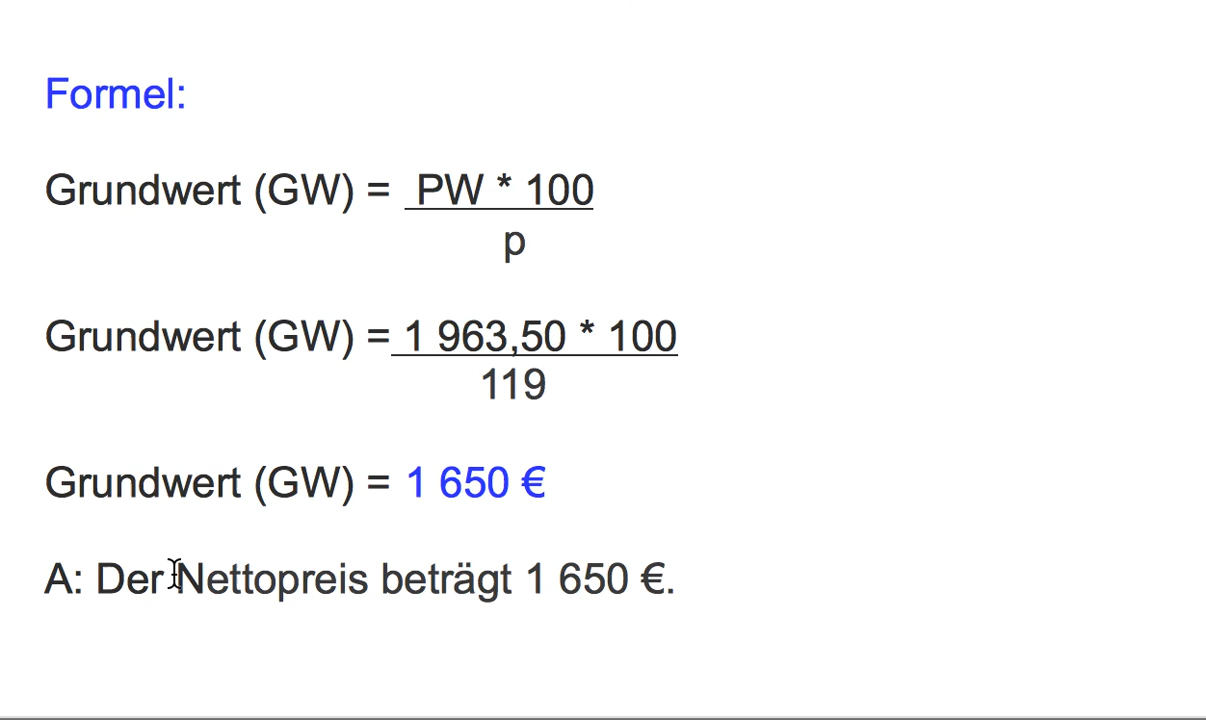 Formel:
Grundwert (GW) = PW * 100
p
Grundwert (GW) = 1 963,50 * 100
119
Grundwert (GW) = 1 650 €
A: Der Nettopreis beträgt 1 650 €.